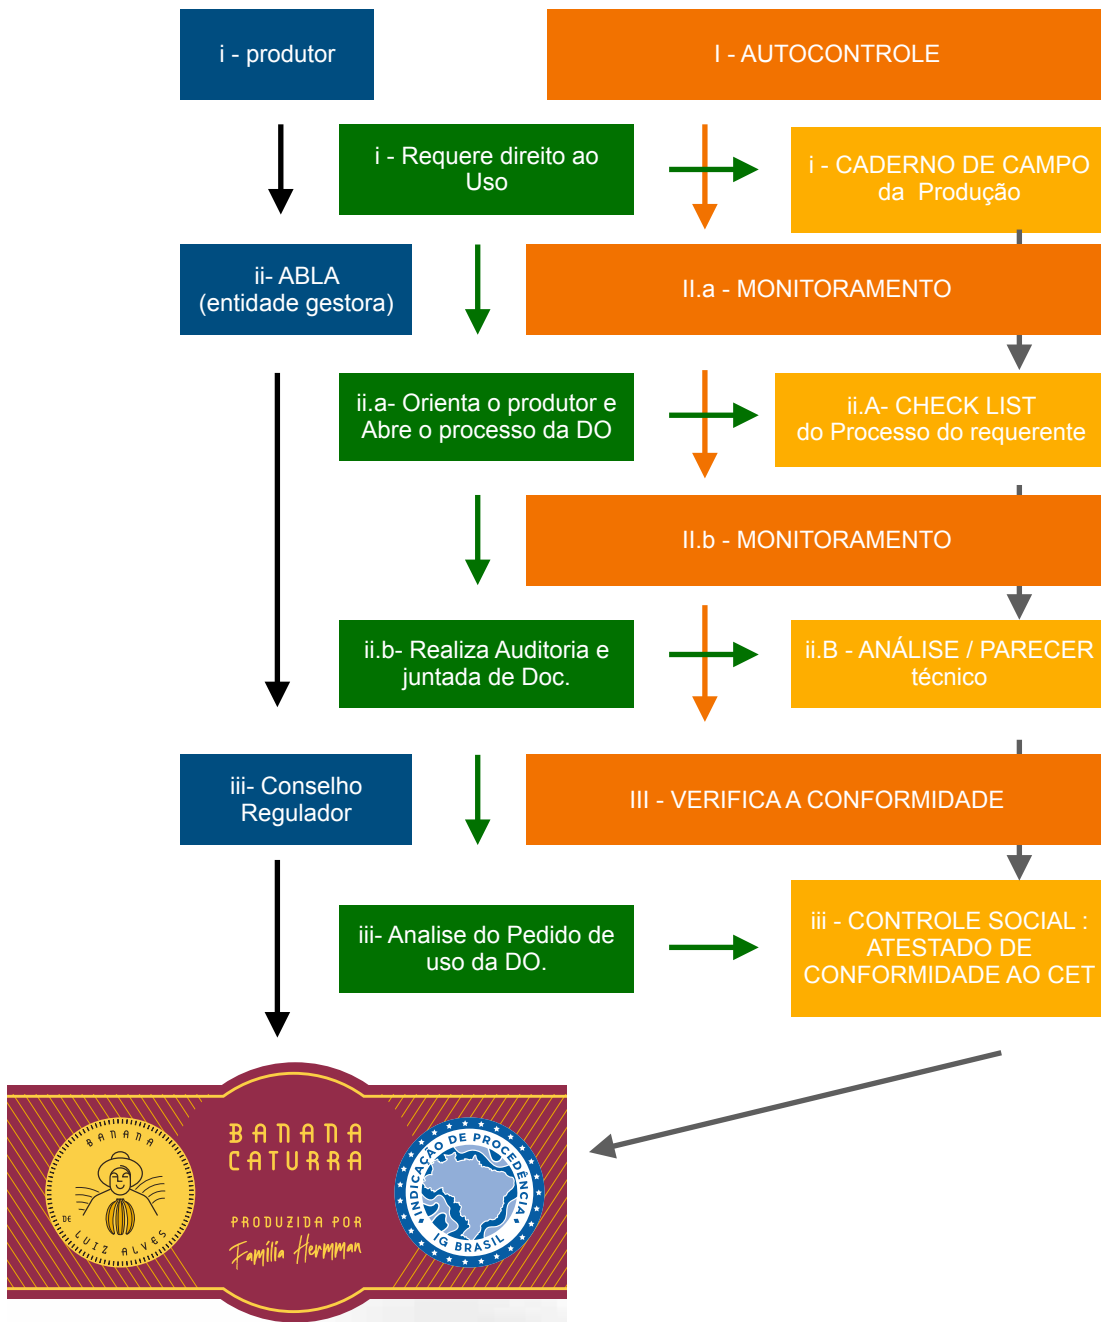 i - produtor
I - AUTOCONTROLE
i - Requere direito ao
Uso
i - CADERNO DE CAMPO
da Produção
ii- ABLA
(entidade gestora)
II.a - MONITORAMENTO
ii.a- Orienta o produtor e
Abre o processo da DO
ii.A- CHECK LIST
do Processo do requerente
II.b - MONITORAMENTO
ii.b- Realiza Auditoria e
juntada de Doc.
ii.B - ANÁLISE / PARECER
técnico
iii- Conselho
Regulador
III - VERIFICA A CONFORMIDADE
iii- Analise do Pedido de
uso da DO.
iii - CONTROLE SOCIAL :
ATESTADO DE
CONFORMIDADE AO CET
BANANA
DE LUIZ ALVES
BANANA
CATURRA
PRODUZIDA POR
Família Hermman
INDICAÇÃO DE PROCEDÊNCIA
IG BRASIL